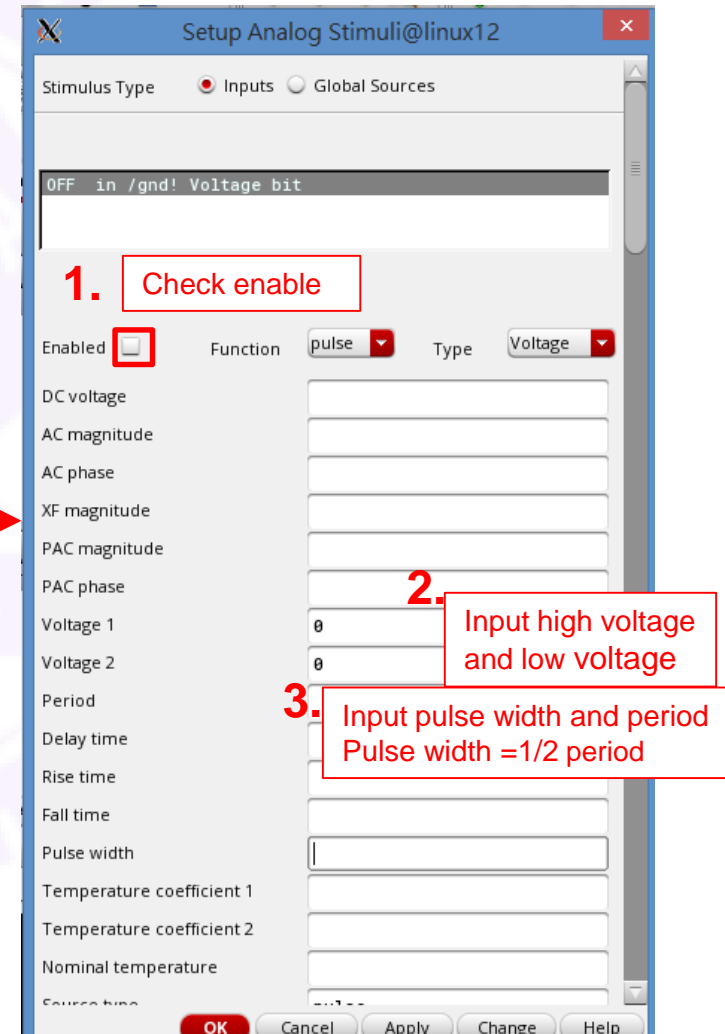 Setup Analog Stimuli@linux12
Stimulus Type Inputs Global Sources
OFF in /gnd! Voltage bit
1. Check enable
Enabled Function pulse Type Voltage
DC voltage
AC magnitude
AC phase
XF magnitude
PAC magnitude
PAC phase
2. Input high voltage
and low voltage
Voltage 1 0
Voltage 2 0
3. Input pulse width and period
Pulse width =1/2 period
Period
Delay time
Rise time
Fall time
Pulse width
Temperature coefficient 1
Temperature coefficient 2
Nominal temperature
Source type pulse
OK Cancel Apply Change Help